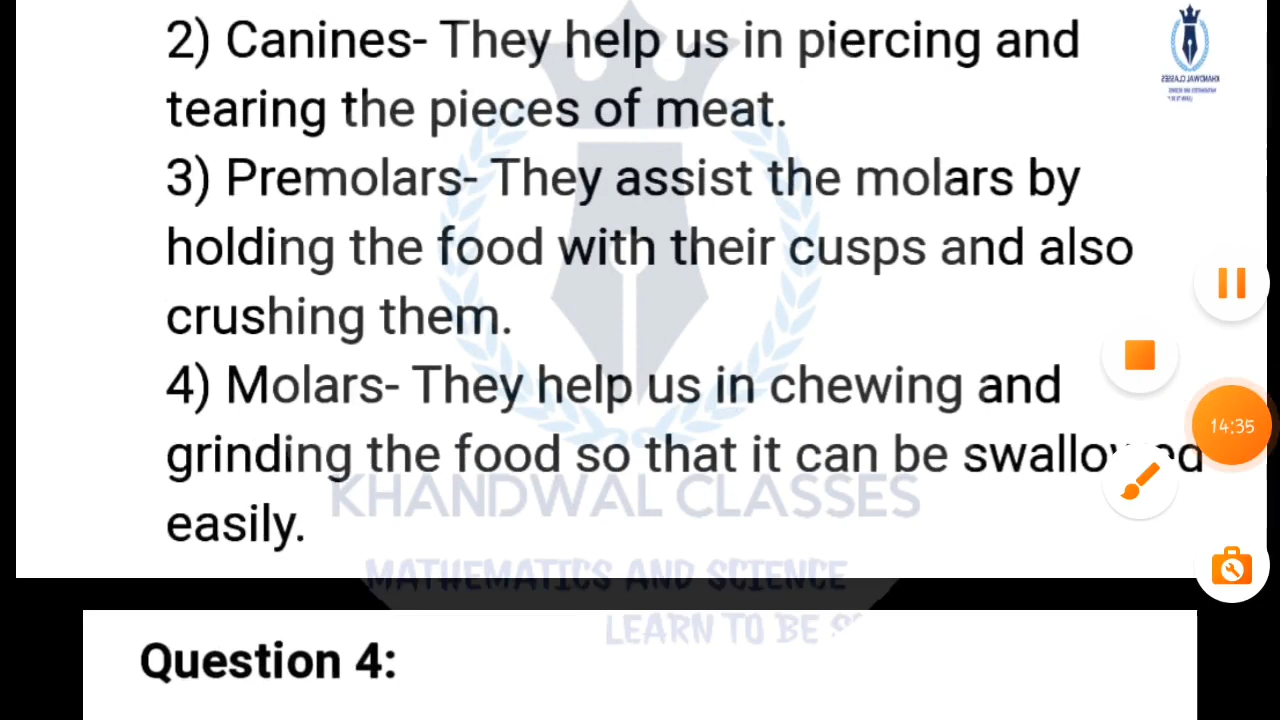 2) Canines- They help us in piercing and
tearing the pieces of meat.
3) Premolars- They assist the molars by
holding the food with their cusps and also
crushing them.
4) Molars- They help us in chewing and
grinding the food so that it can be swallowed
easily.
KHANDWAL CLASSES
MATHEMATICS AND SCIENCE
LEARN TO BE
Question 4:
KHANDWAL CLASSES
14:35